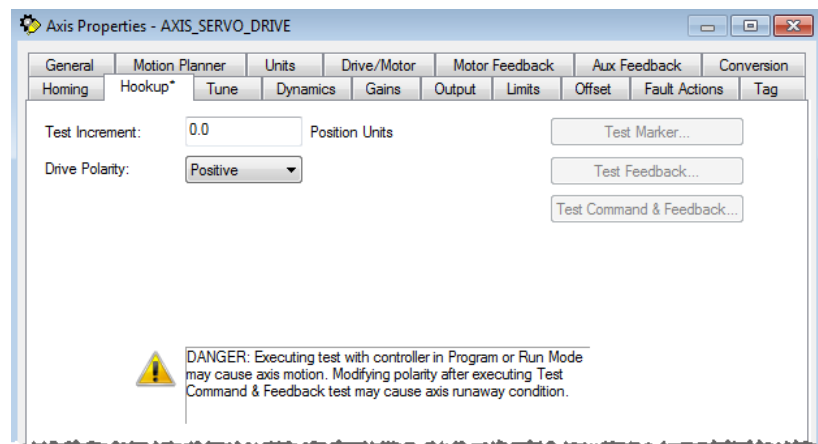 Axis Properties - AXIS_SERVO_DRIVE
General Motion Planner Units Drive/Motor Motor Feedback Aux Feedback Conversion
Homing Hookup* Tune Dynamics Gains Output Limits Offset Fault Actions Tag
Test Increment: 0.0 Position Units Test Marker...
Drive Polarity: Positive Test Feedback...
Test Command & Feedback...
DANGER: Executing test with controller in Program or Run Mode
may cause axis motion. Modifying polarity after executing Test
Command & Feedback test may cause axis runaway condition.